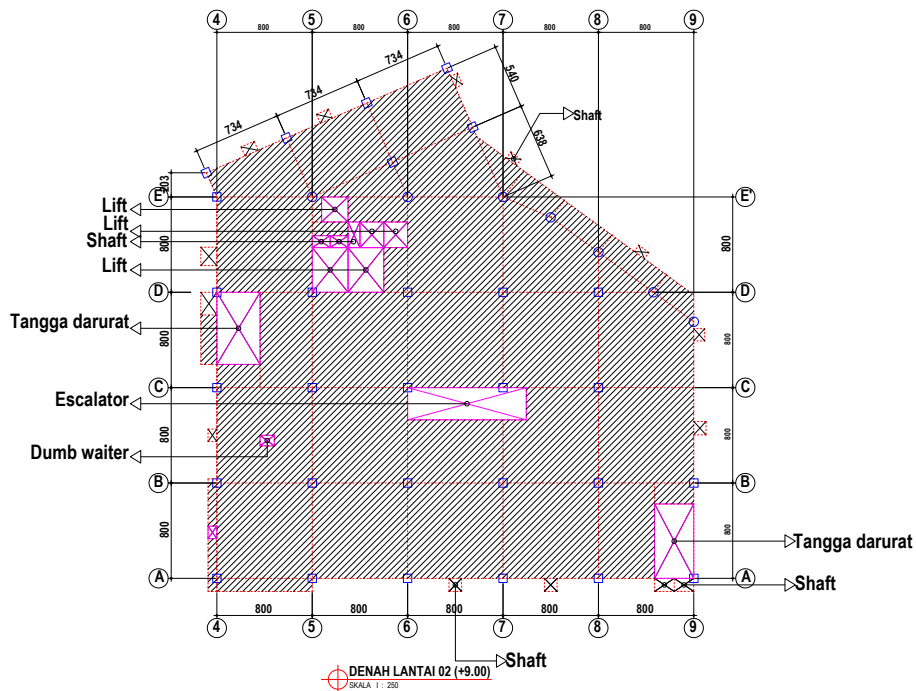 4 5 6 7 8 9
800 800 800 800 800
734
734
734
540
638
203
Shaft
E E'
Lift
Lift
Shaft
Lift
800 800
D D
Tangga darurat
800
800
C C
Escalator
Dumb waiter
800
800
B B
800
800
Tangga darurat
A A
Shaft
800 800 800 800 800
4 5 6 7 8 9
Shaft
DENAH LANTAI 02 (+9.00)
SKALA 1 : 250